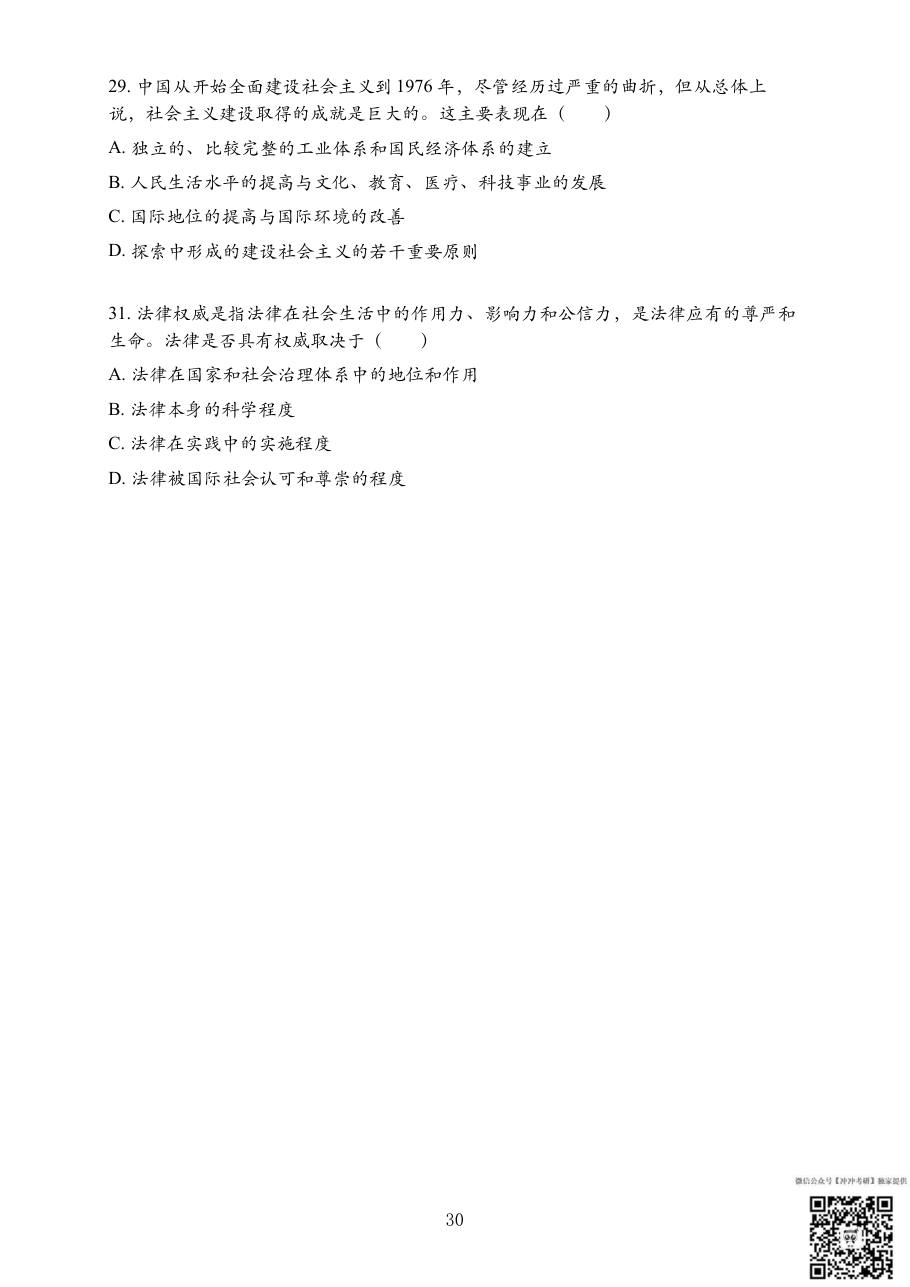 29. 中国从开始全面建设社会主义到 1976 年，尽管经历过严重的曲折，但从总体上
说，社会主义建设取得的成就是巨大的。这主要表现在（　　）
A. 独立的、比较完整的工业体系和国民经济体系的建立
B. 人民生活水平的提高与文化、教育、医疗、科技事业的发展
C. 国际地位的提高与国际环境的改善
D. 探索中形成的建设社会主义的若干重要原则
31. 法律权威是指法律在社会生活中的作用力、影响力和公信力，是法律应有的尊严和
生命。法律是否具有权威取决于（　　）
A. 法律在国家和社会治理体系中的地位和作用
B. 法律本身的科学程度
C. 法律在实践中的实施程度
D. 法律被国际社会认可和尊崇的程度
微信公众号【冲冲考研】独家提供
30